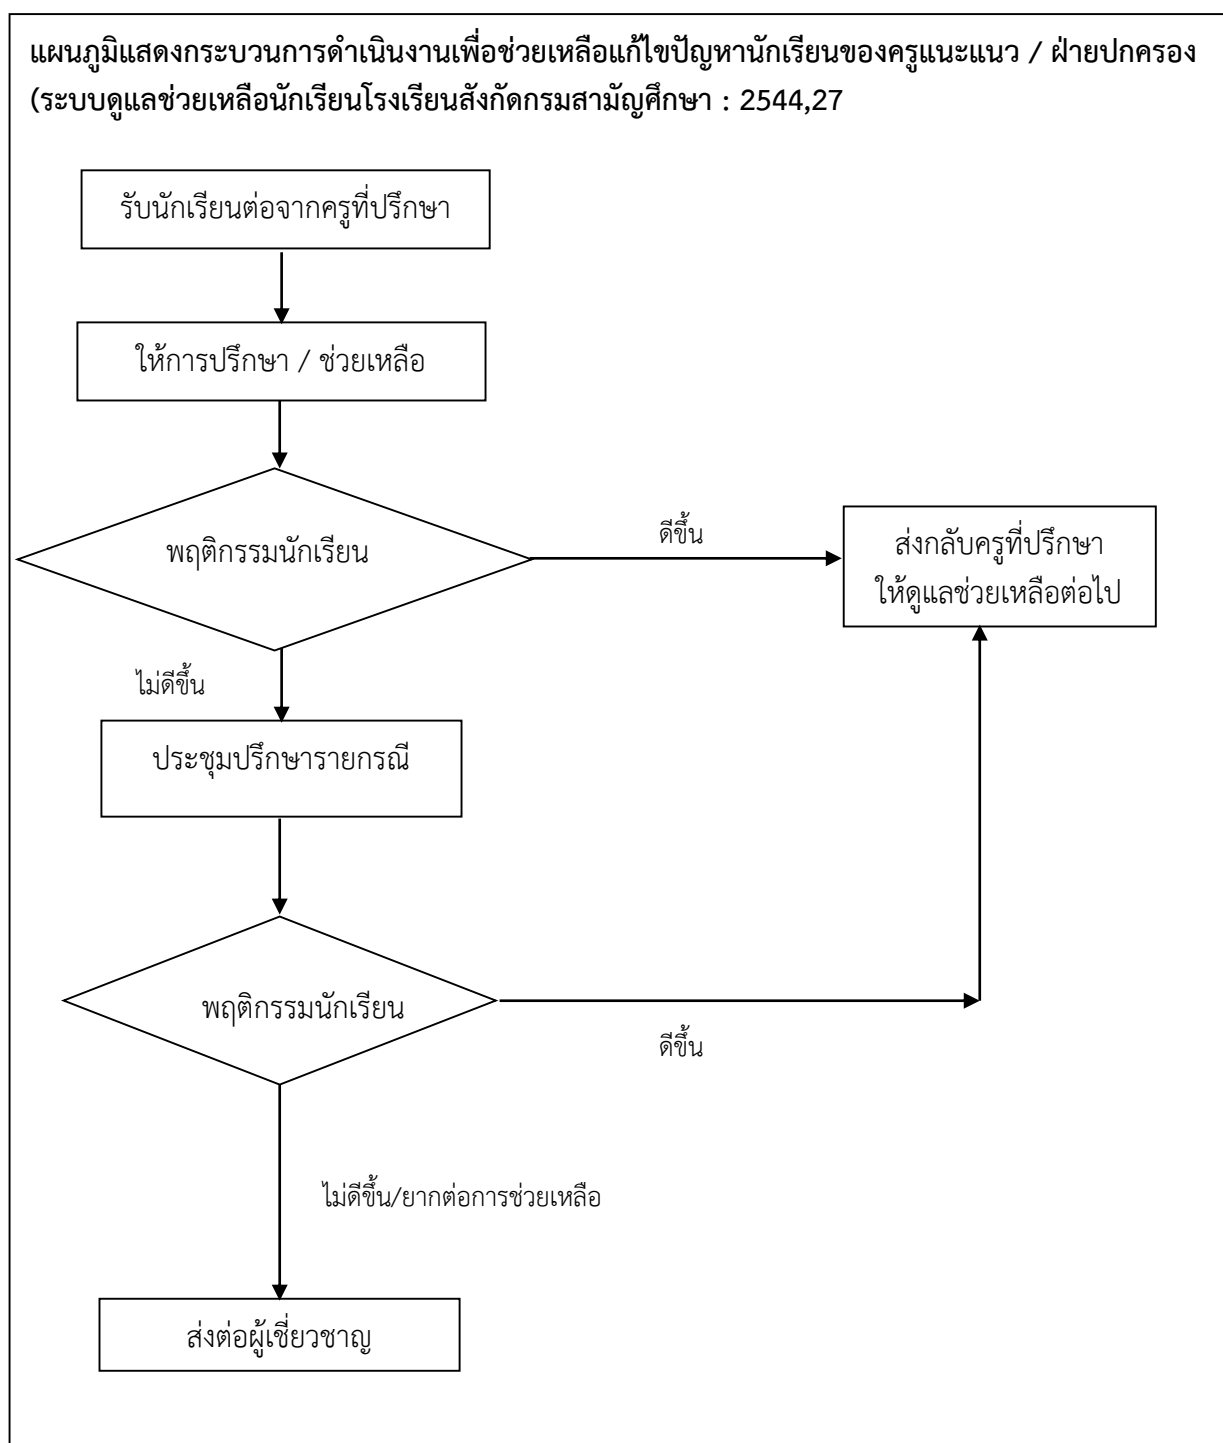 แผนภูมิแสดงกระบวนการดำเนินงานเพื่อช่วยเหลือแก้ไขปัญหานักเรียนของครูแนะแนว / ฝ่ายปกครอง
(ระบบดูแลช่วยเหลือนักเรียนโรงเรียนสังกัดกรมสามัญศึกษา : 2544,27
รับนักเรียนต่อจากครูที่ปรึกษา
ให้การปรึกษา / ช่วยเหลือ
พฤติกรรมนักเรียน
ดีขึ้น
ส่งกลับครูที่ปรึกษา
ให้ดูแลช่วยเหลือต่อไป
ไม่ดีขึ้น
ประชุมปรึกษารายกรณี
พฤติกรรมนักเรียน
ดีขึ้น
ไม่ดีขึ้น/ยากต่อการช่วยเหลือ
ส่งต่อผู้เชี่ยวชาญ